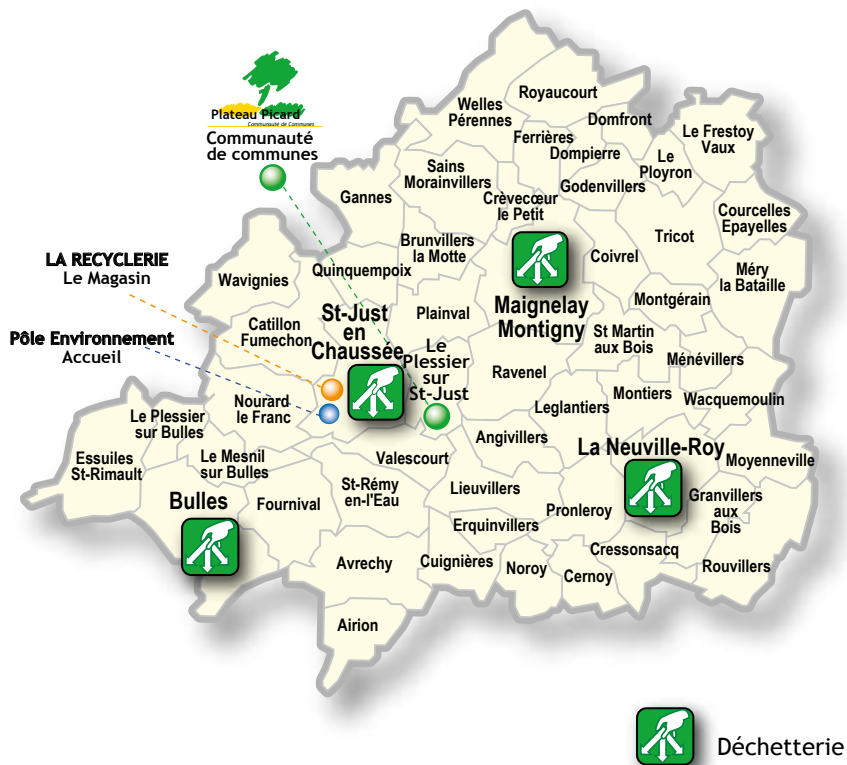 Plateau Picard
Communauté de Communes
Communauté
de communes
LA RECYCLERIE
Le Magasin
Pôle Environnement
Accueil
Welles
Pérennes
Royaucourt
Domfront
Le Frestoy
Vaux
Ferrières
Dompierre
Le
Ployron
Sains
Morainvillers
Godenvillers
Gannes
Crèvecœur
le Petit
Courcelles
Epayelles
Tricot
Brunvillers
la Motte
Coivrel
Méry
la Bataille
Wavignies
Quinquempoix
Maignelay
Montigny
Montgérain
St-Just
en
Chaussée
Plainval
Catillon
Fumechon
St Martin
aux Bois
Ménévillers
Le
Plessier
sur
St-Just
Ravenel
Montiers
Wacquemoulin
Nourard
le Franc
Leglantiers
Le Plessier
sur Bulles
Angivillers
La Neuville-Roy
Moyenneville
Essuiles
St-Rimault
Le Mesnil
sur Bulles
Valescourt
Bulles
Fournival
St-Rémy
en-l'Eau
Lieuvillers
Pronleroy
Granvillers
aux
Bois
Erquinvillers
Cressonsacq
Avrechy
Cuignières
Noroy
Cernoy
Rouvillers
Airion
Déchetterie